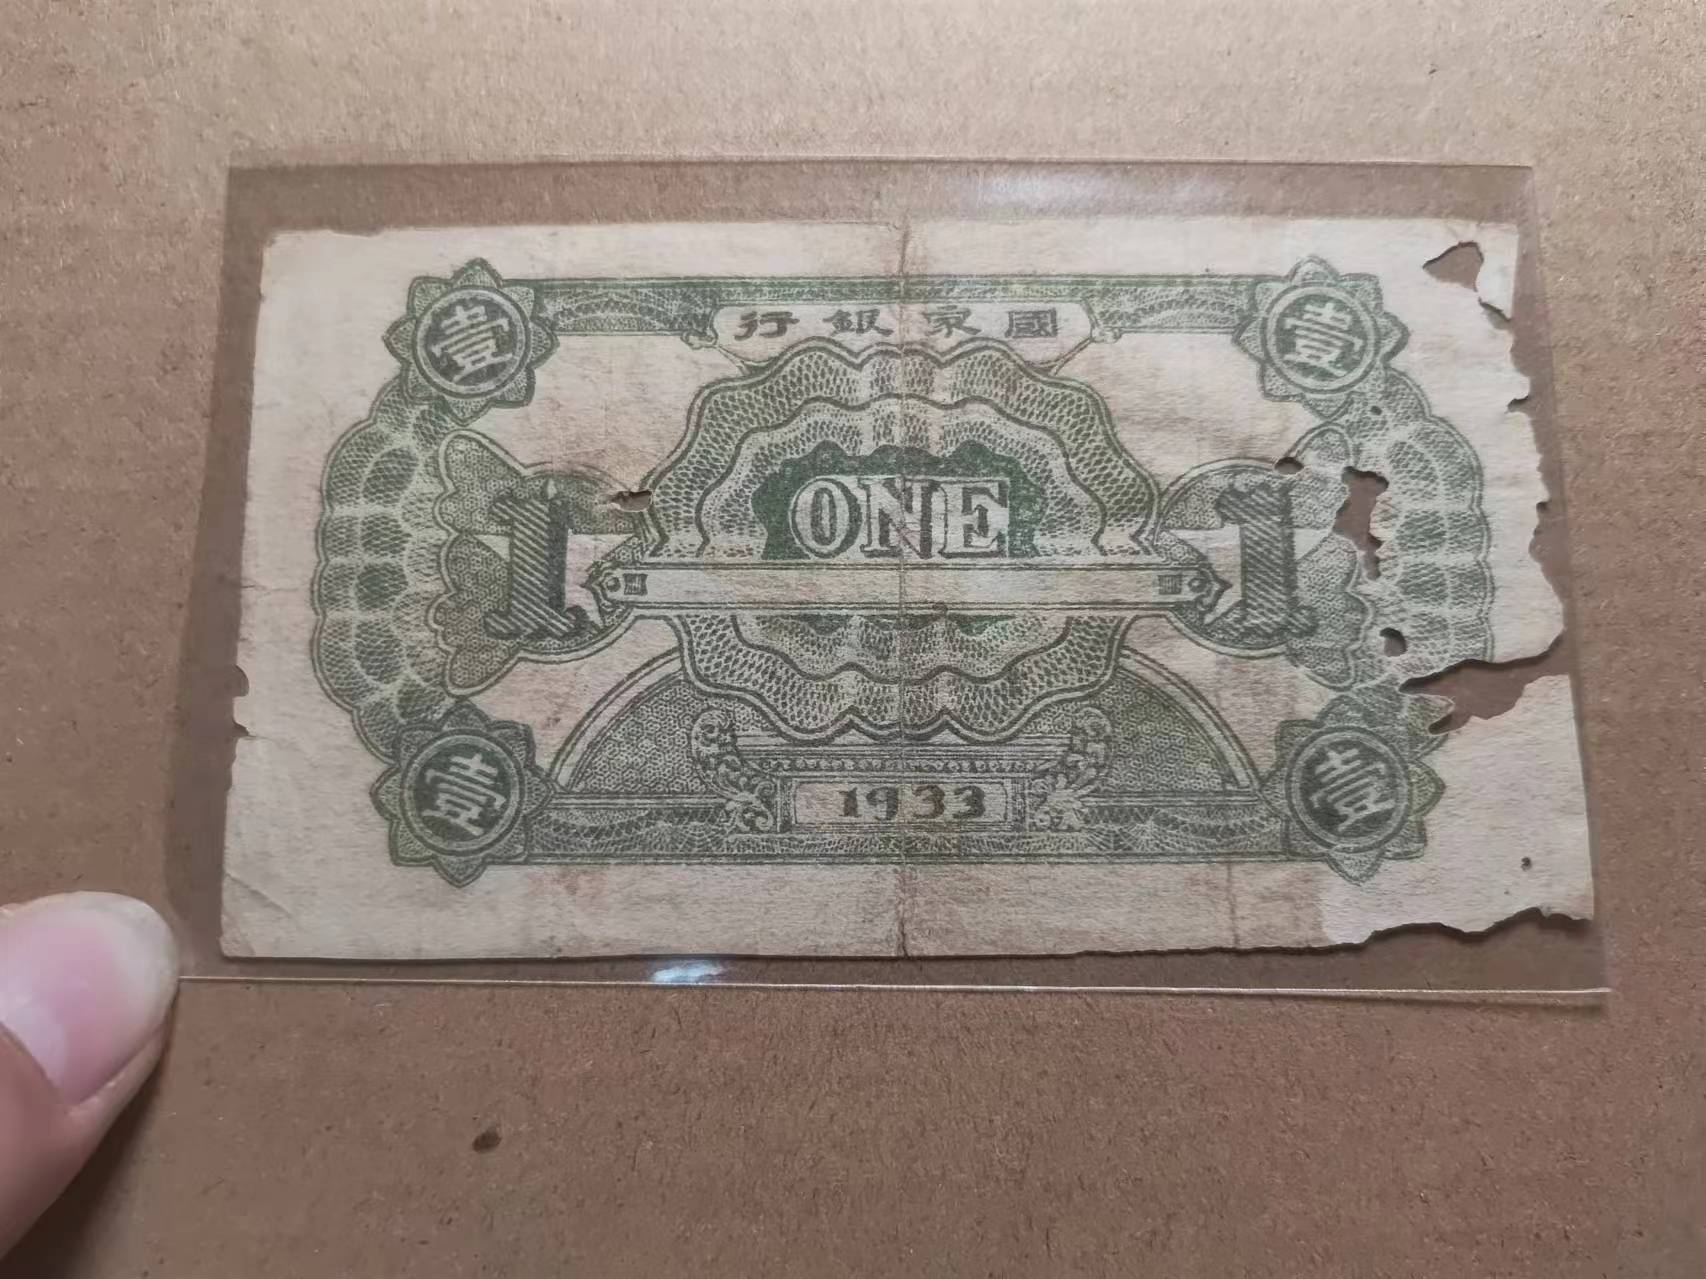 壹 行銀家國 壹
ONE
1 1
壹 1933 壹